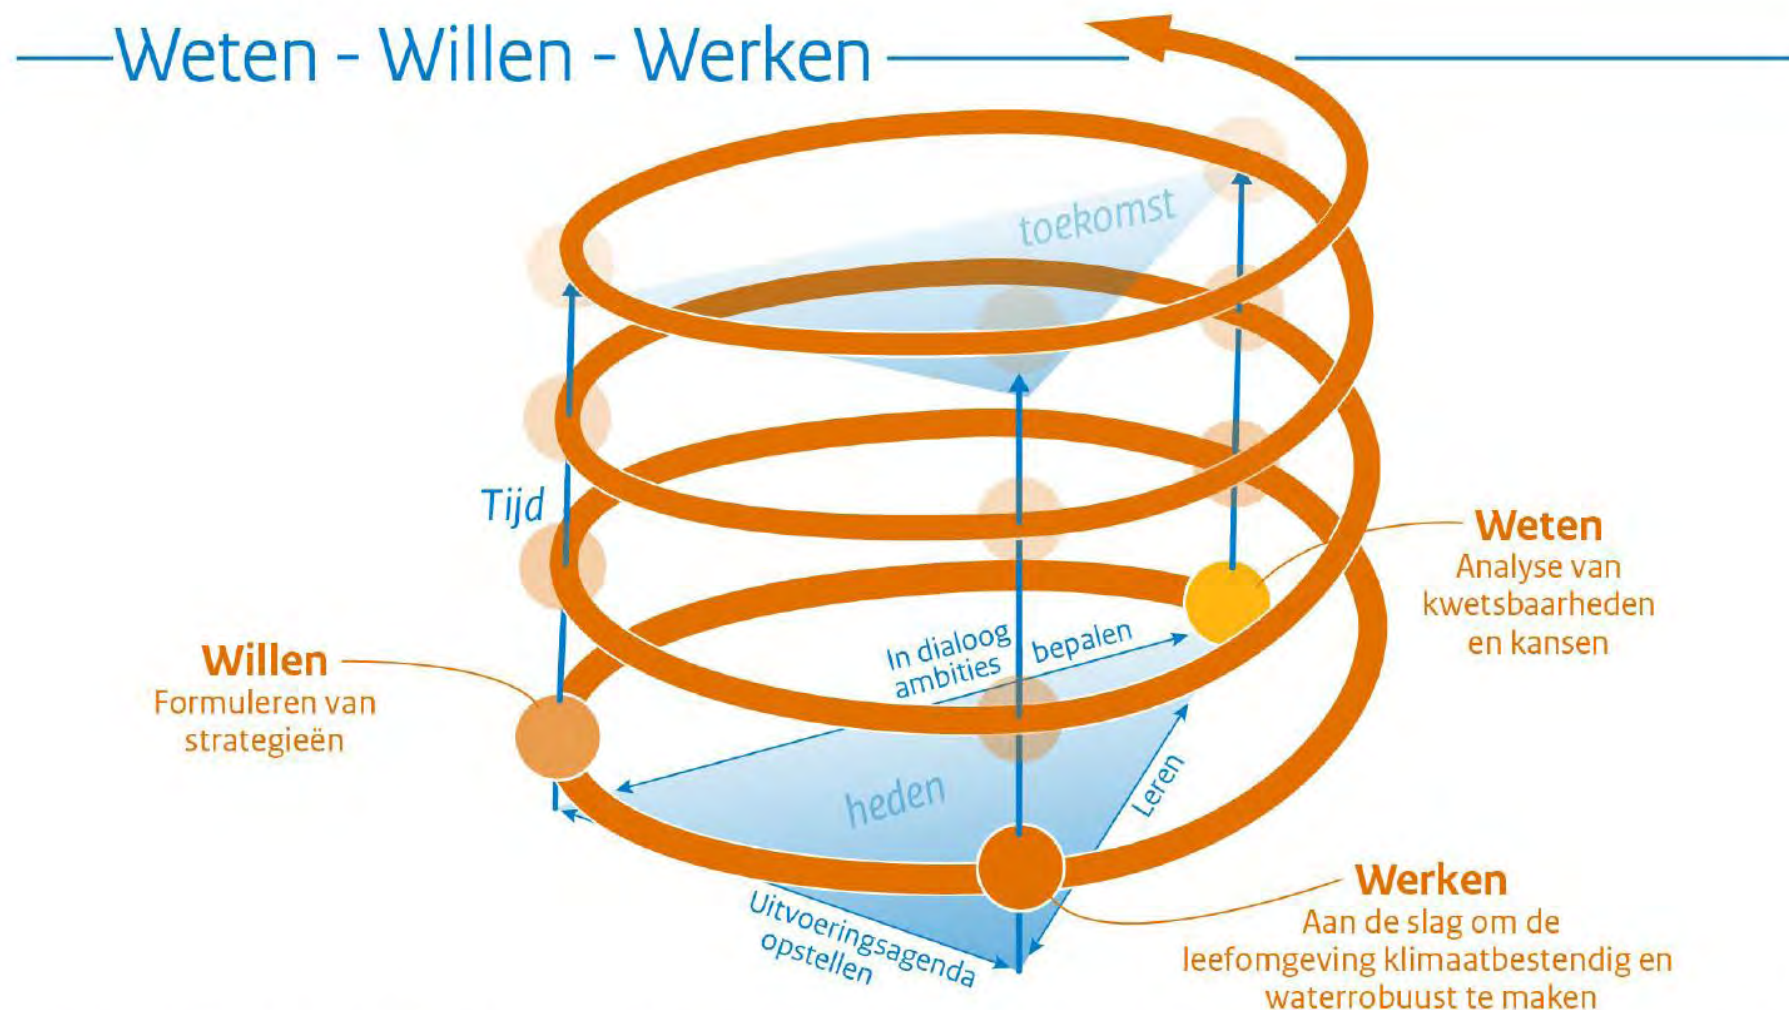 Weten - Willen - Werken
toekomst
Tijd
Weten
Analyse van
kwetsbaarheden
en kansen
In dialoog
ambities bepalen
Willen
Formuleren van
strategieën
heden
Leren
Uitvoeringsagenda
opstellen
Werken
Aan de slag om de
leefomgeving klimaatbestendig en
waterrobuust te maken